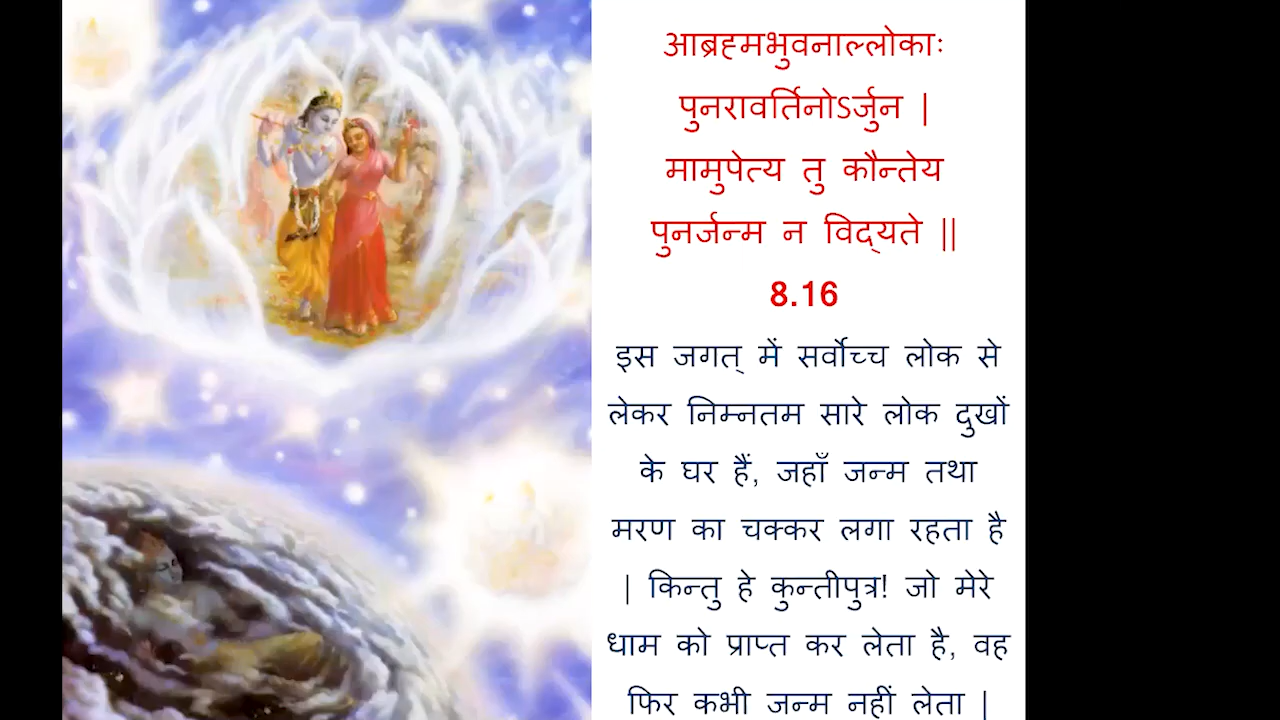 आब्रह्मभुवनाल्लोकाः
पुनरावर्तिनोऽर्जुन |
मामुपेत्य तु कौन्तेय
पुनर्जन्म न विद्यते ||
8.16
इस जगत् में सर्वोच्च लोक से
लेकर निम्नतम सारे लोक दुखों
के घर हैं, जहाँ जन्म तथा
मरण का चक्कर लगा रहता है
| किन्तु हे कुन्तीपुत्र! जो मेरे
धाम को प्राप्त कर लेता है, वह
फिर कभी जन्म नहीं लेता |